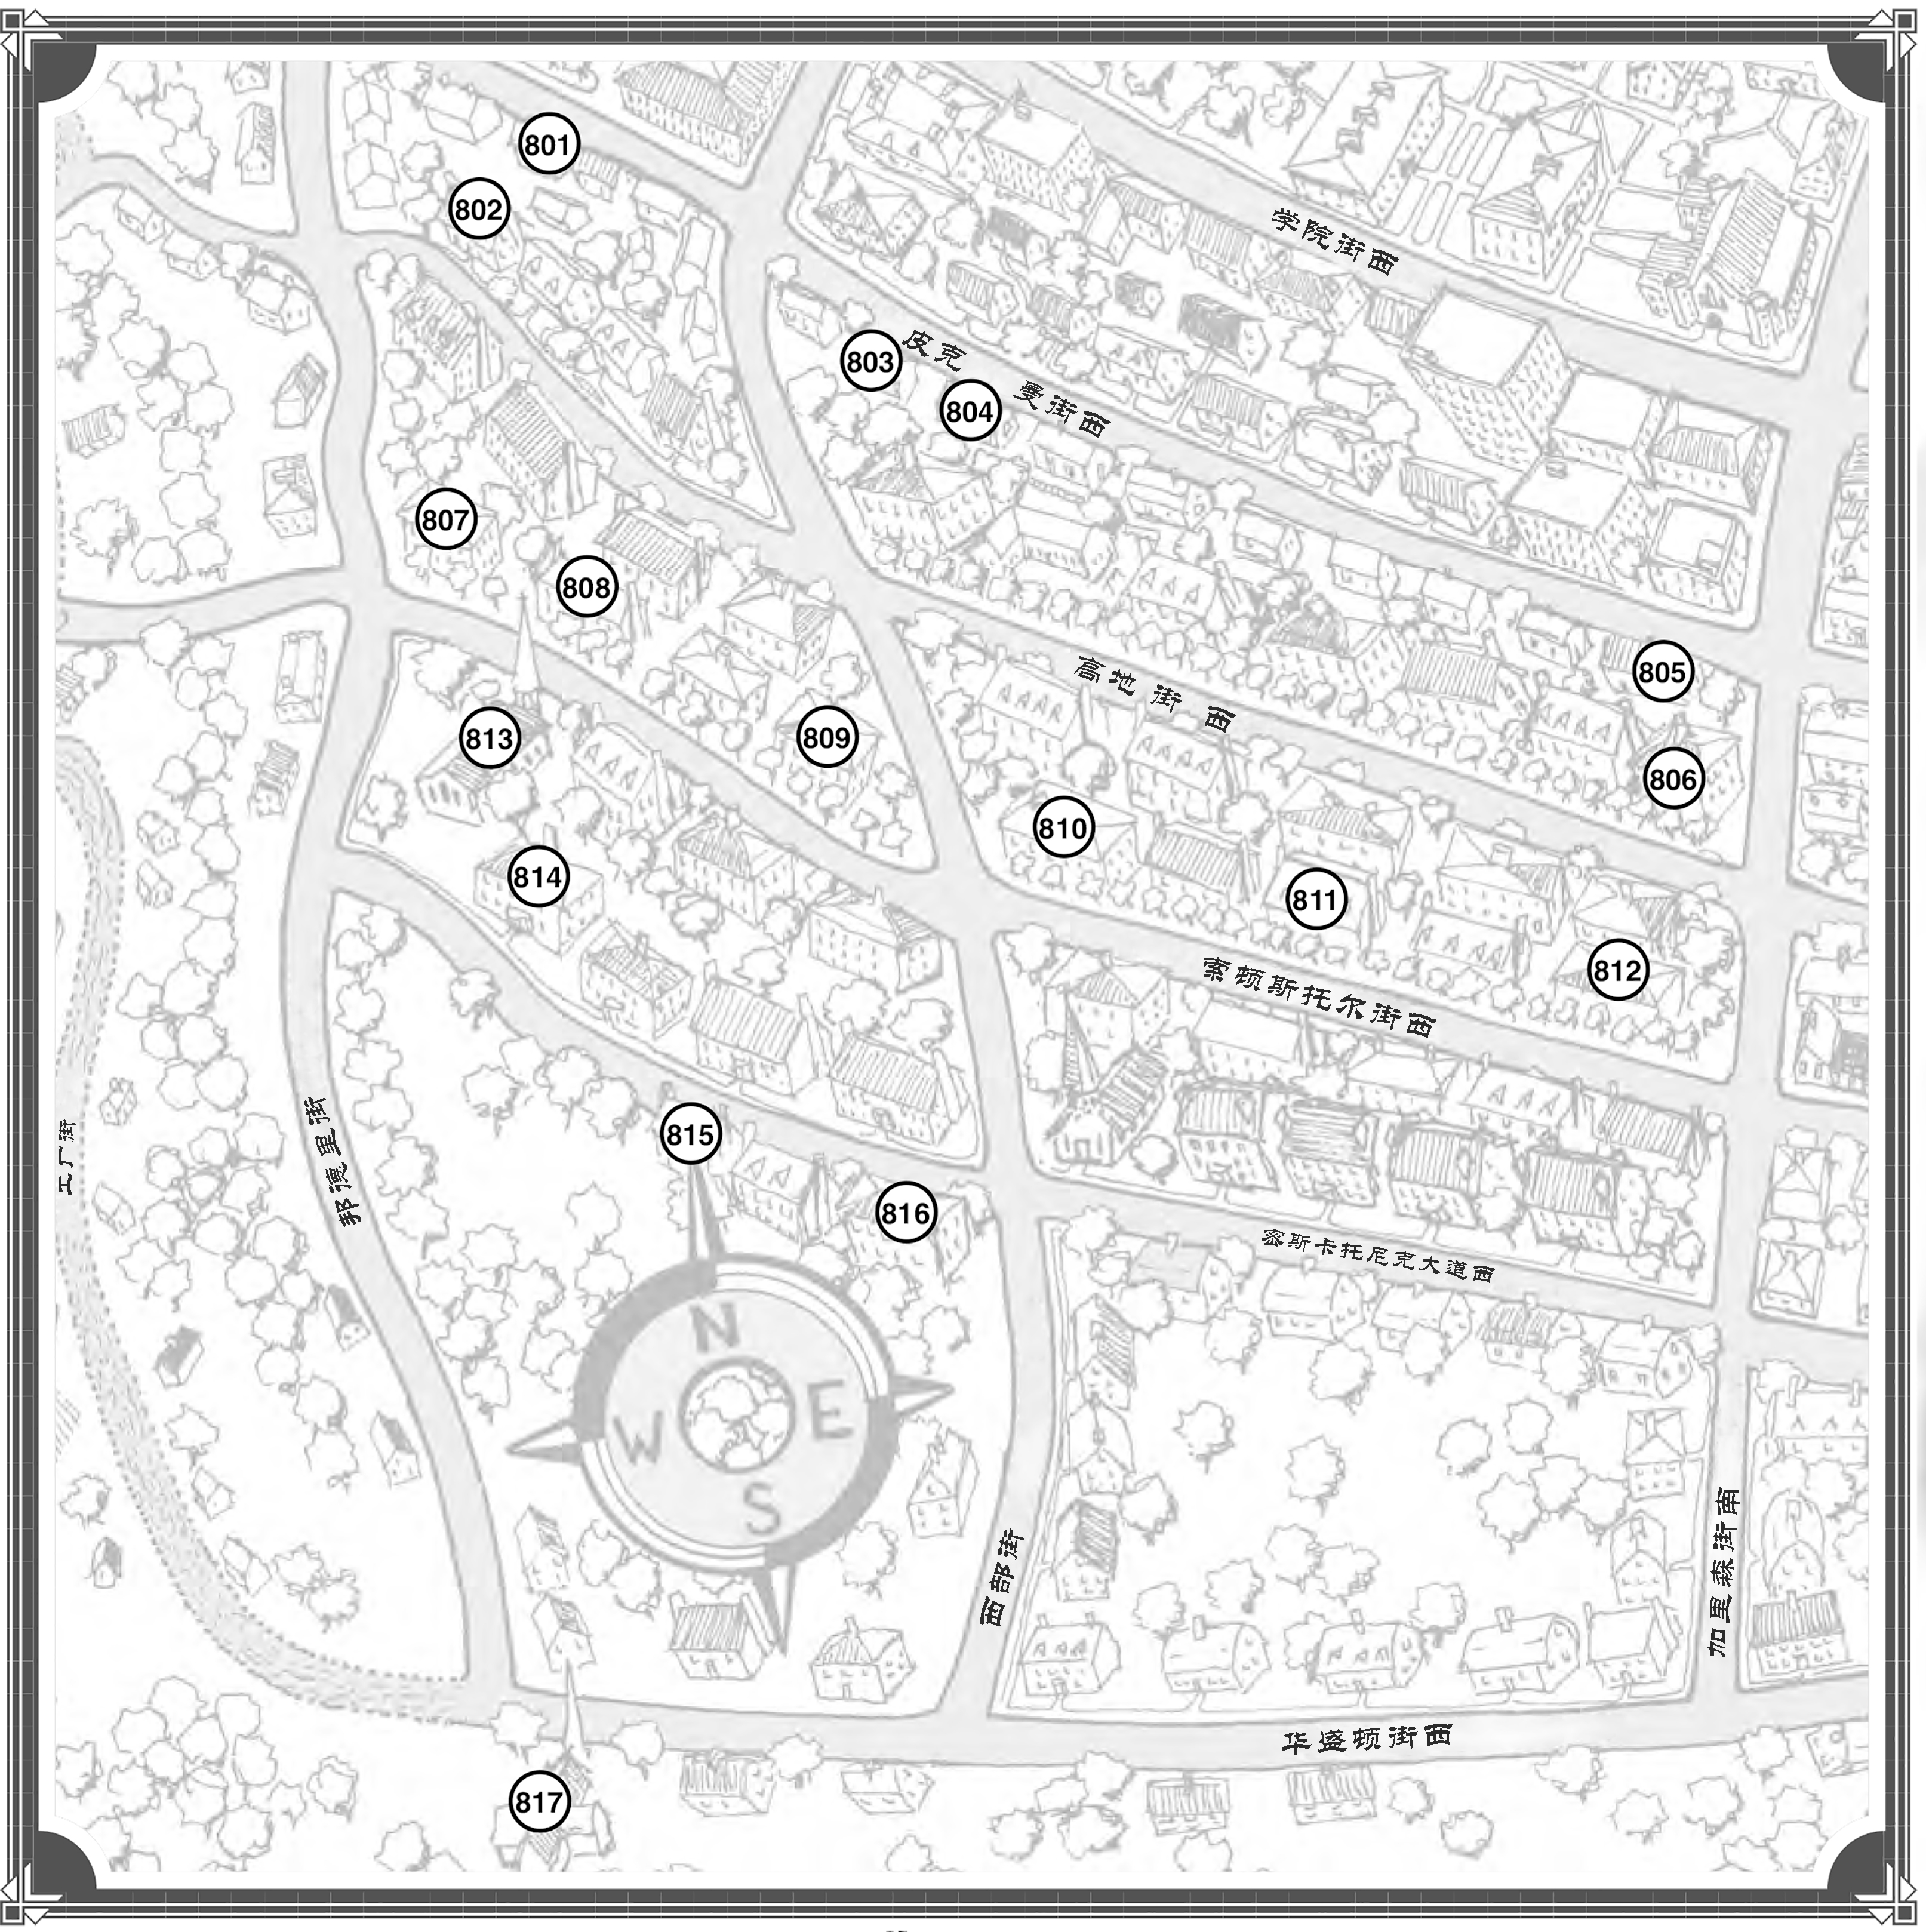 801
802
学院街西
803
皮克曼街西
804
807
808
805
高地街西
813
809
806
810
814
811
812
索顿斯托尔街西
工厂街
邦德里街
815
816
密斯卡托尼克大道西
N
W
E
S
西部街
加里森街南
华盛顿街西
817